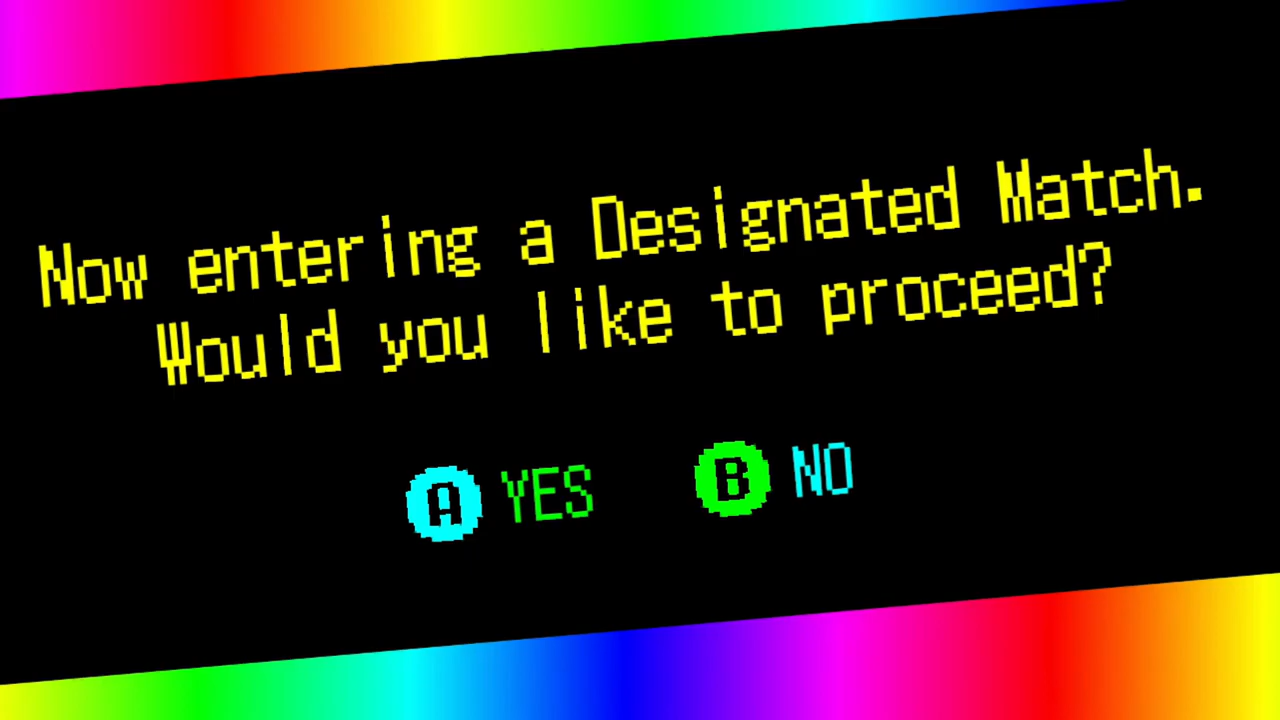 Now entering a Designated Match.
Would you like to proceed?
A YES B NO